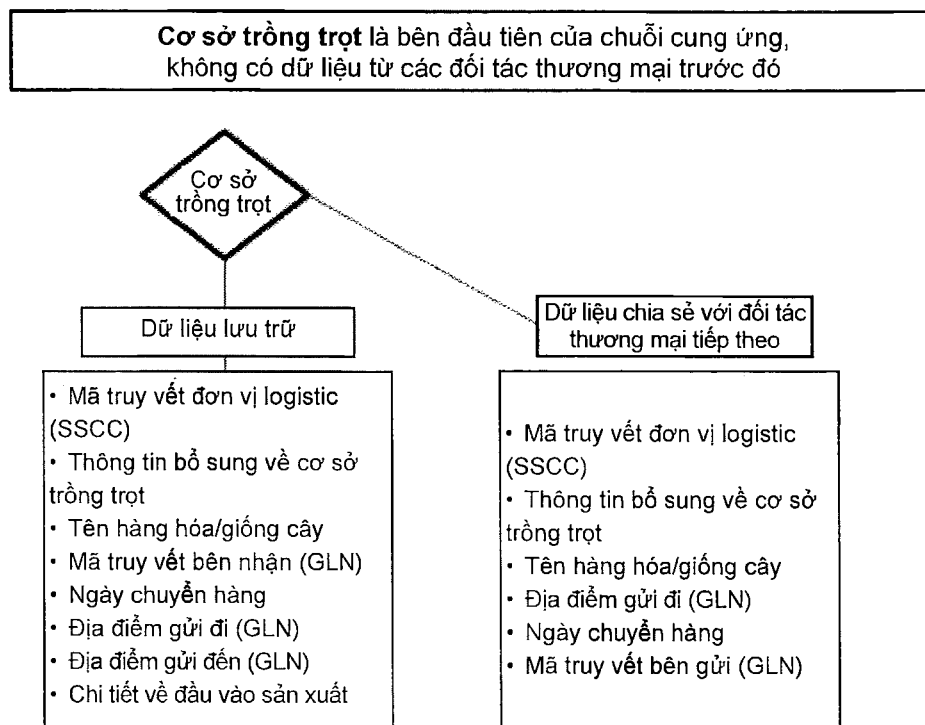 Cơ sở trồng trọt là bên đầu tiên của chuỗi cung ứng,
không có dữ liệu từ các đối tác thương mại trước đó
Cơ sở
trồng trọt
Dữ liệu lưu trữ
• Mã truy vết đơn vị logistic
(SSCC)
• Thông tin bổ sung về cơ sở
trồng trọt
• Tên hàng hóa/giống cây
• Mã truy vết bên nhận (GLN)
• Ngày chuyển hàng
• Địa điểm gửi đi (GLN)
• Địa điểm gửi đến (GLN)
• Chi tiết về đầu vào sản xuất
Dữ liệu chia sẻ với đối tác
thương mại tiếp theo
• Mã truy vết đơn vị logistic
(SSCC)
• Thông tin bổ sung về cơ sở
trồng trọt
• Tên hàng hóa/giống cây
• Địa điểm gửi đi (GLN)
• Ngày chuyển hàng
• Mã truy vết bên gửi (GLN)